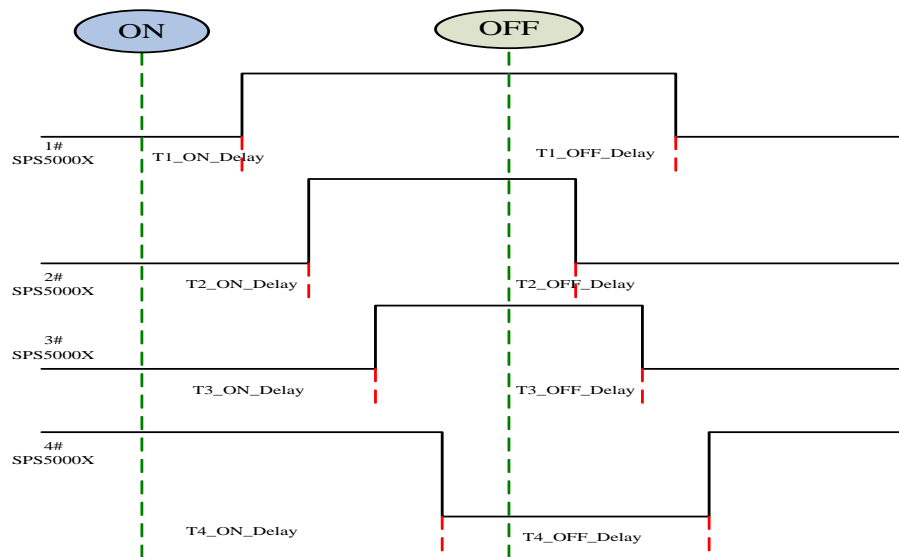 ON
OFF
1#
SPS5000X
T1_ON_Delay
T1_OFF_Delay
2#
SPS5000X
T2_ON_Delay
T2_OFF_Delay
3#
SPS5000X
T3_ON_Delay
T3_OFF_Delay
4#
SPS5000X
T4_ON_Delay
T4_OFF_Delay